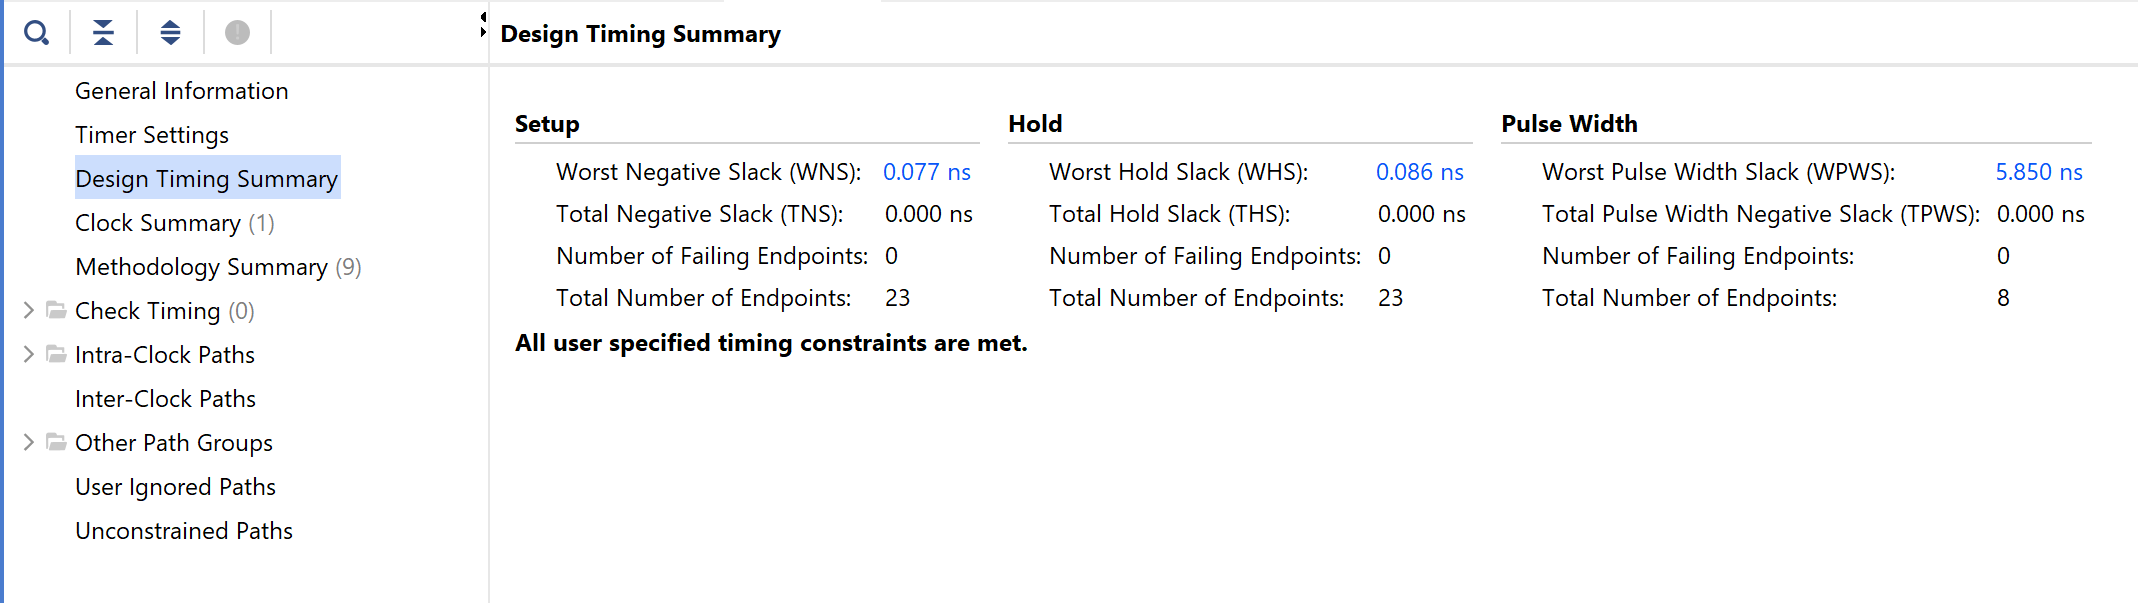 Design Timing Summary
General Information
Timer Settings
Design Timing Summary
Clock Summary (1)
Methodology Summary (9)
Check Timing (0)
Intra-Clock Paths
Inter-Clock Paths
Other Path Groups
User Ignored Paths
Unconstrained Paths
Setup
Worst Negative Slack (WNS): 0.077 ns
Total Negative Slack (TNS): 0.000 ns
Number of Failing Endpoints: 0
Total Number of Endpoints: 23
Hold
Worst Hold Slack (WHS): 0.086 ns
Total Hold Slack (THS): 0.000 ns
Number of Failing Endpoints: 0
Total Number of Endpoints: 23
Pulse Width
Worst Pulse Width Slack (WPWS): 5.850 ns
Total Pulse Width Negative Slack (TPWS): 0.000 ns
Number of Failing Endpoints: 0
Total Number of Endpoints: 8
All user specified timing constraints are met.